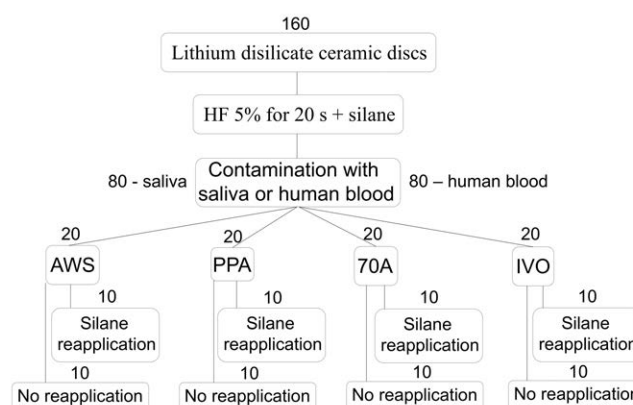 160
Lithium disilicate ceramic discs
HF 5% for 20 s + silane
80 - saliva
Contamination with
saliva or human blood
80 – human blood
20
AWS
20
PPA
20
70A
20
IVO
10
Silane
reapplication
10
Silane
reapplication
10
Silane
reapplication
10
Silane
reapplication
10
No reapplication
10
No reapplication
10
No reapplication
10
No reapplication